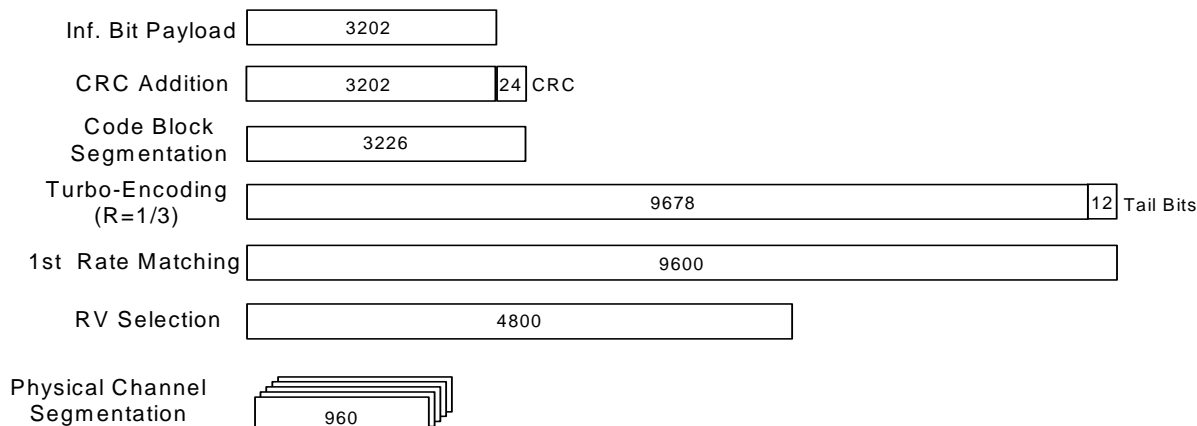 Inf. Bit Payload 3202
CRC Addition 3202 24 CRC
Code Block
Segmentation 3226
Turbo-Encoding
(R=1/3) 9678 12 Tail Bits
1st Rate Matching 9600
RV Selection 4800
Physical Channel
Segmentation 960